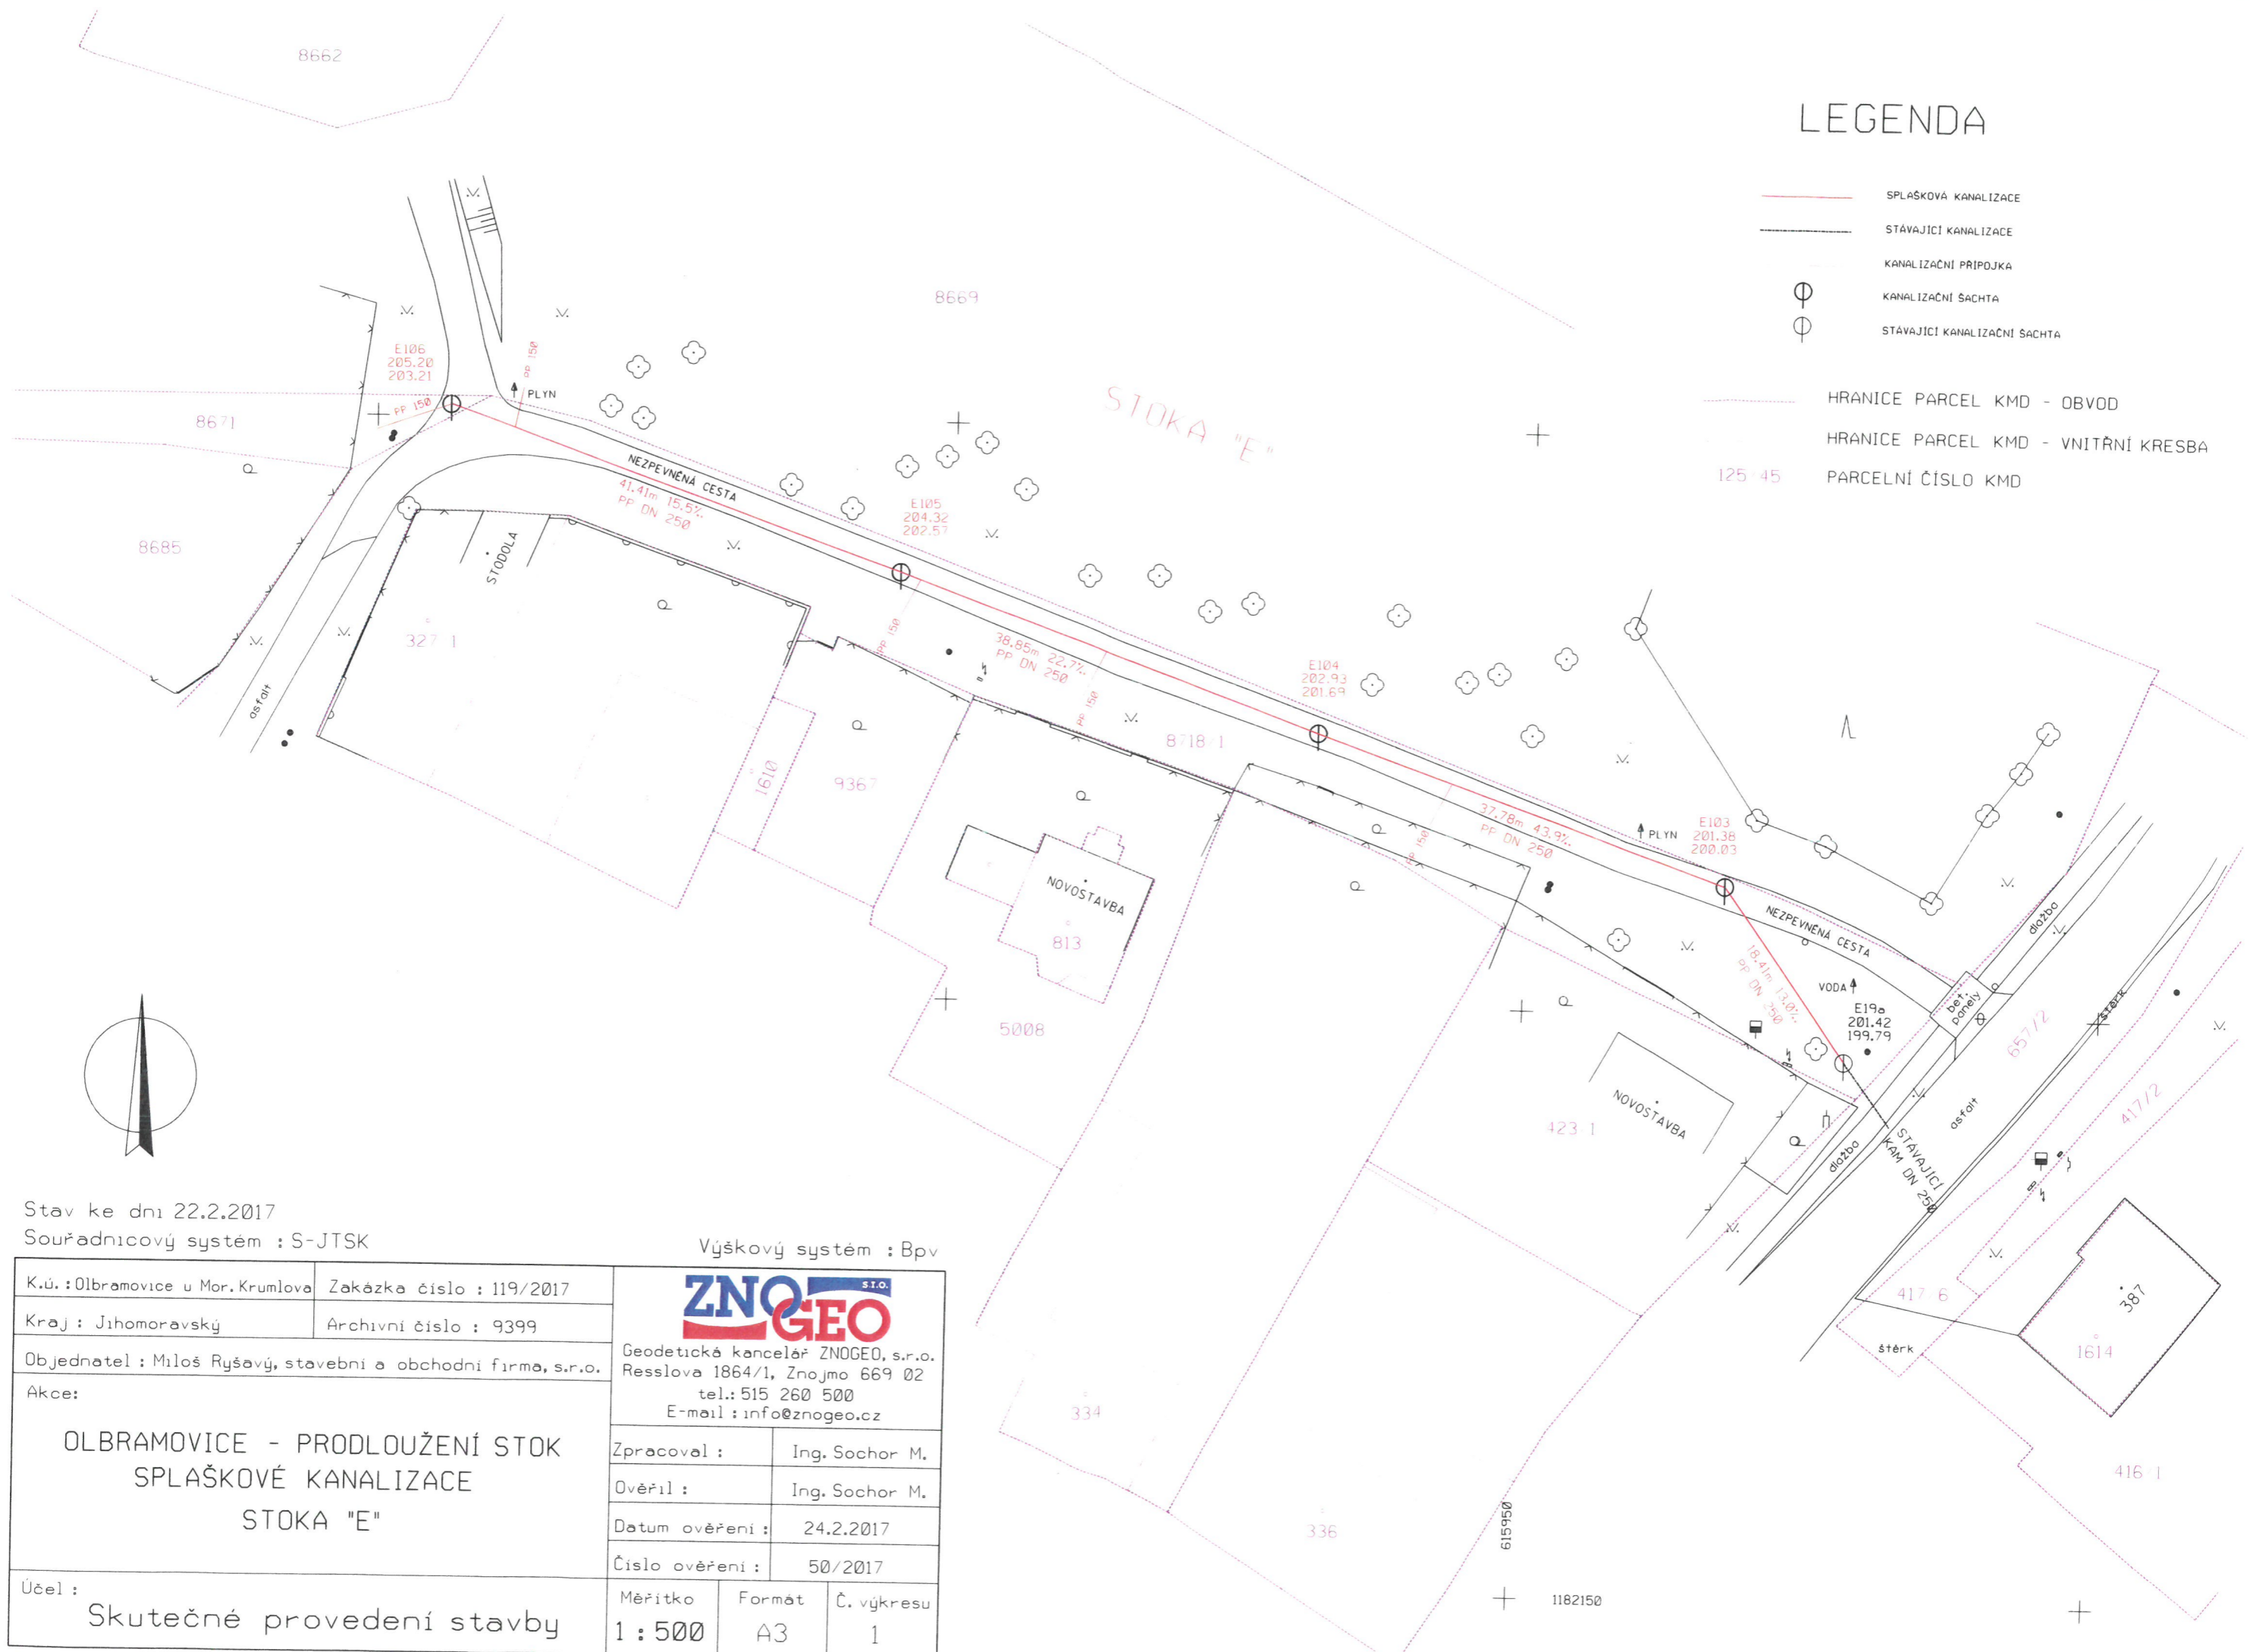 8662
LEGENDA
SPLAŠKOVÁ KANALIZACE
STÁVAJÍCÍ KANALIZACE
KANALIZAČNÍ PŘÍPOJKA
KANALIZAČNÍ ŠACHTA
STÁVAJÍCÍ KANALIZAČNÍ ŠACHTA
HRANICE PARCEL KMD - OBVOD
HRANICE PARCEL KMD - VNITŘNÍ KRESBA
125 45
PARCELNÍ ČÍSLO KMD
8669
STOKA "E"
E106
205.20
203.21
PP 150
PP 150
PLYN
8671
8685
NEZPEVNĚNÁ CESTA
41.41m 15.5‰
PP DN 250
E105
204.32
202.57
STODOLA
327 1
asfalt
PP 150
38.85m 22.7‰
PP DN 250
PP 150
E104
202.93
201.69
8718/1
1610
9367
NOVOSTAVBA
813
5008
37.78m 43.9‰
PP DN 250
PP 150
PLYN
E103
201.38
200.03
NEZPEVNĚNÁ CESTA
18.41m 13.0‰
PP DN 250
VODA
E19a
201.42
199.79
bet.
panely
dlažba
štěrk
657/2
417/2
asfalt
NOVOSTAVBA
423 1
dlažba
STÁVAJÍCÍ
KAM DN 250
417 6
štěrk
387
1614
416 1
334
336
615950
1182150
Stav ke dni 22.2.2017
Souřadnicový systém : S-JTSK
Výškový systém : Bpv
K.ú. : Olbramovice u Mor. Krumlova
Zakázka číslo : 119/2017
Kraj : Jihomoravský
Archivní číslo : 9399
Objednatel : Miloš Ryšavý, stavební a obchodní firma, s.r.o.
ZNOGEO s.r.o.
Geodetická kancelář ZNOGEO, s.r.o.
Resslova 1864/1, Znojmo 669 02
tel.: 515 260 500
E-mail : info@znogeo.cz
Akce:
OLBRAMOVICE - PRODLOUŽENÍ STOK
SPLAŠKOVÉ KANALIZACE
STOKA "E"
Zpracoval : Ing. Sochor M.
Ověřil : Ing. Sochor M.
Datum ověření : 24.2.2017
Číslo ověření : 50/2017
Účel :
Skutečné provedení stavby
Měřítko
1 : 500
Formát
A3
Č. výkresu
1